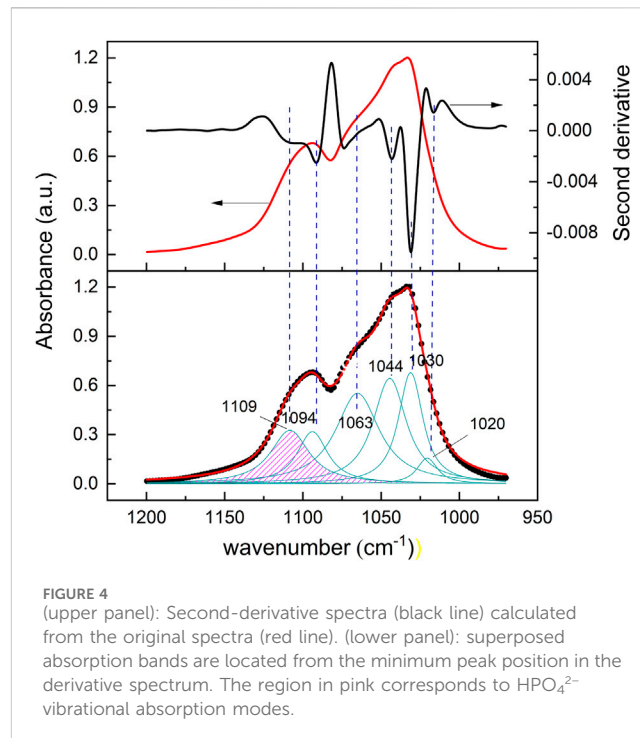 1.2
0.9
0.6
0.3
0.0
0.004
0.000
-0.004
-0.008
Second derivative
Absorbance (a.u.)
1.2
0.9
0.6
0.3
0.0
1109
1094
1063
1044
1030
1020
1200 1150 1100 1050 1000 950
wavenumber (cm⁻¹))
FIGURE 4
(upper panel): Second-derivative spectra (black line) calculated
from the original spectra (red line). (lower panel): superposed
absorption bands are located from the minimum peak position in the
derivative spectrum. The region in pink corresponds to HPO₄²⁻
vibrational absorption modes.